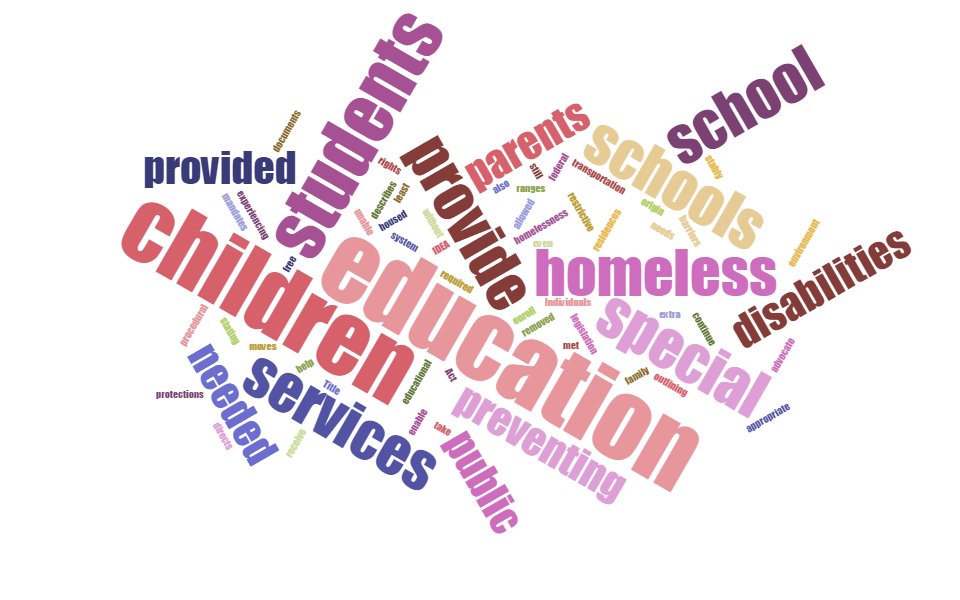 students
school
documents
provided
parents
schools
provide
rights
still
federal
transportation
stably
describes
least
also
ranges
mandates
experiencing
children
housed
unable
without
allowed
restrictive
origin
homelessness
residences
needs
barriers
system
IDEA
even
environment
free
education
required
homeless
disabilities
Individuals
special
enroll
removed
legislation
extra
continue
procedural
stating
moves
met
advocate
needed
services
help
Title
educational
Act
family
outlining
protections
preventing
appropriate
enable
take
directs
receive
public